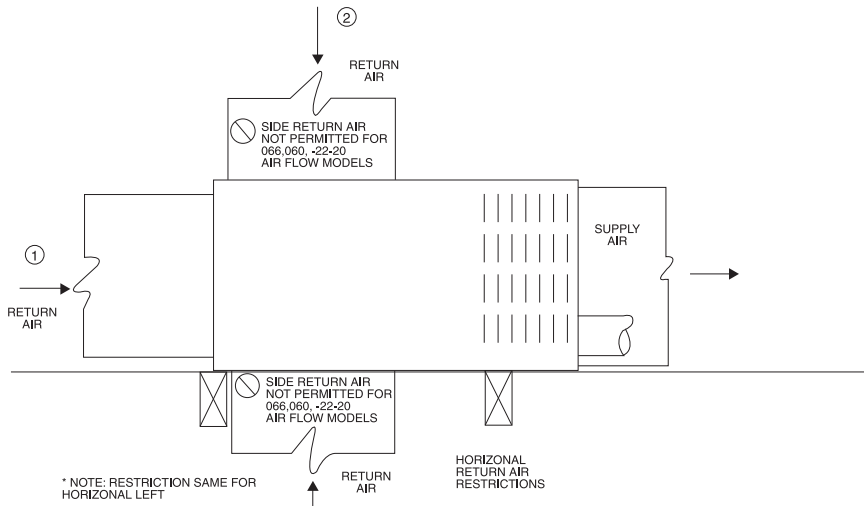 2
RETURN
AIR
SIDE RETURN AIR
NOT PERMITTED FOR
066,060, -22-20
AIR FLOW MODELS
1
RETURN
AIR
SUPPLY
AIR
SIDE RETURN AIR
NOT PERMITTED FOR
066,060, -22-20
AIR FLOW MODELS
* NOTE: RESTRICTION SAME FOR
HORIZONAL LEFT
RETURN
AIR
HORIZONAL
RETURN AIR
RESTRICTIONS